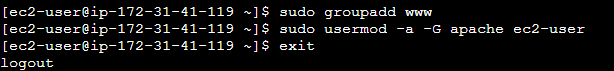 [ec2-user@ip-172-31-41-119 ~]$ sudo groupadd www
[ec2-user@ip-172-31-41-119 ~]$ sudo usermod -a -G apache ec2-user
[ec2-user@ip-172-31-41-119 ~]$ exit
logout